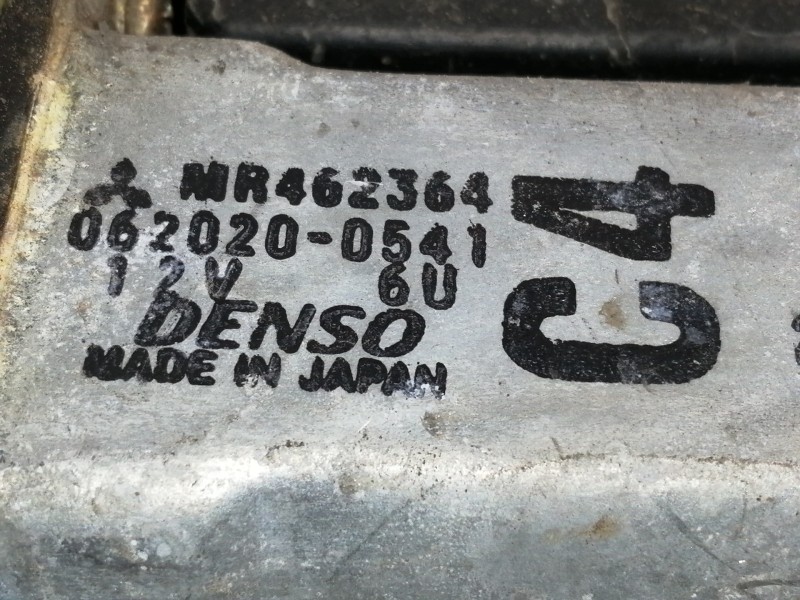 MR462364
062020-0541
12V 6U
DENSO
MADE IN JAPAN
C4